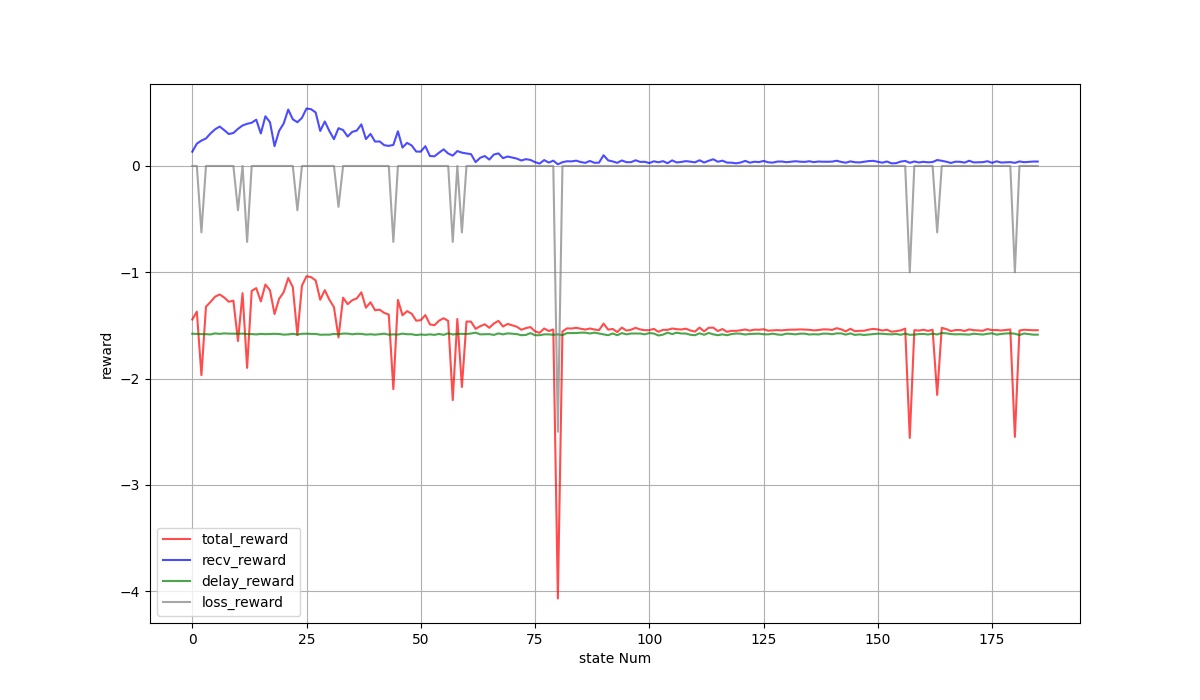 0
−1
−2
−3
−4
reward
total_reward
recv_reward
delay_reward
loss_reward
0 25 50 75 100 125 150 175
state Num